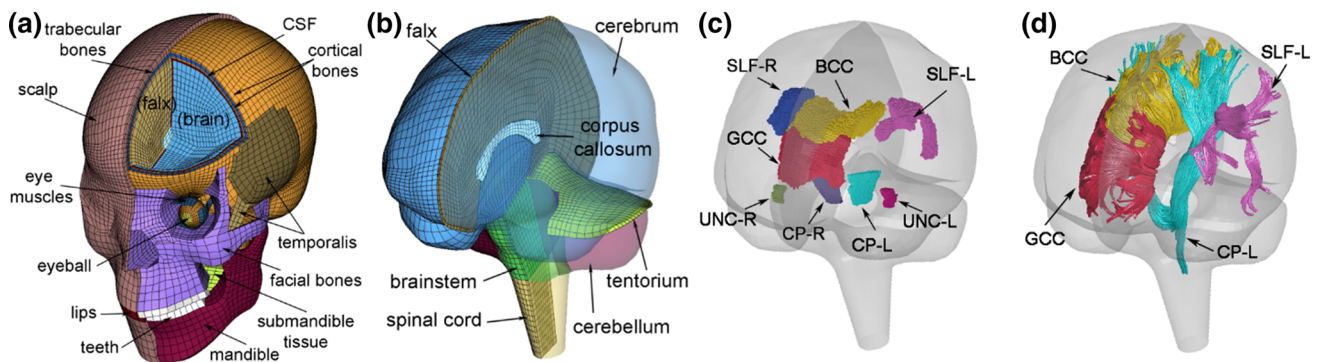 (a)
trabecular
bones
CSF
cortical
bones
scalp
(falx)
(brain)
eye
muscles
eyeball
temporalis
facial bones
lips
teeth
submandible
tissue
mandible
(b)
falx
cerebrum
corpus
callosum
brainstem
tentorium
spinal cord
cerebellum
(c)
SLF-R
BCC
SLF-L
GCC
UNC-R
CP-R
CP-L
UNC-L
(d)
BCC
SLF-L
GCC
CP-L